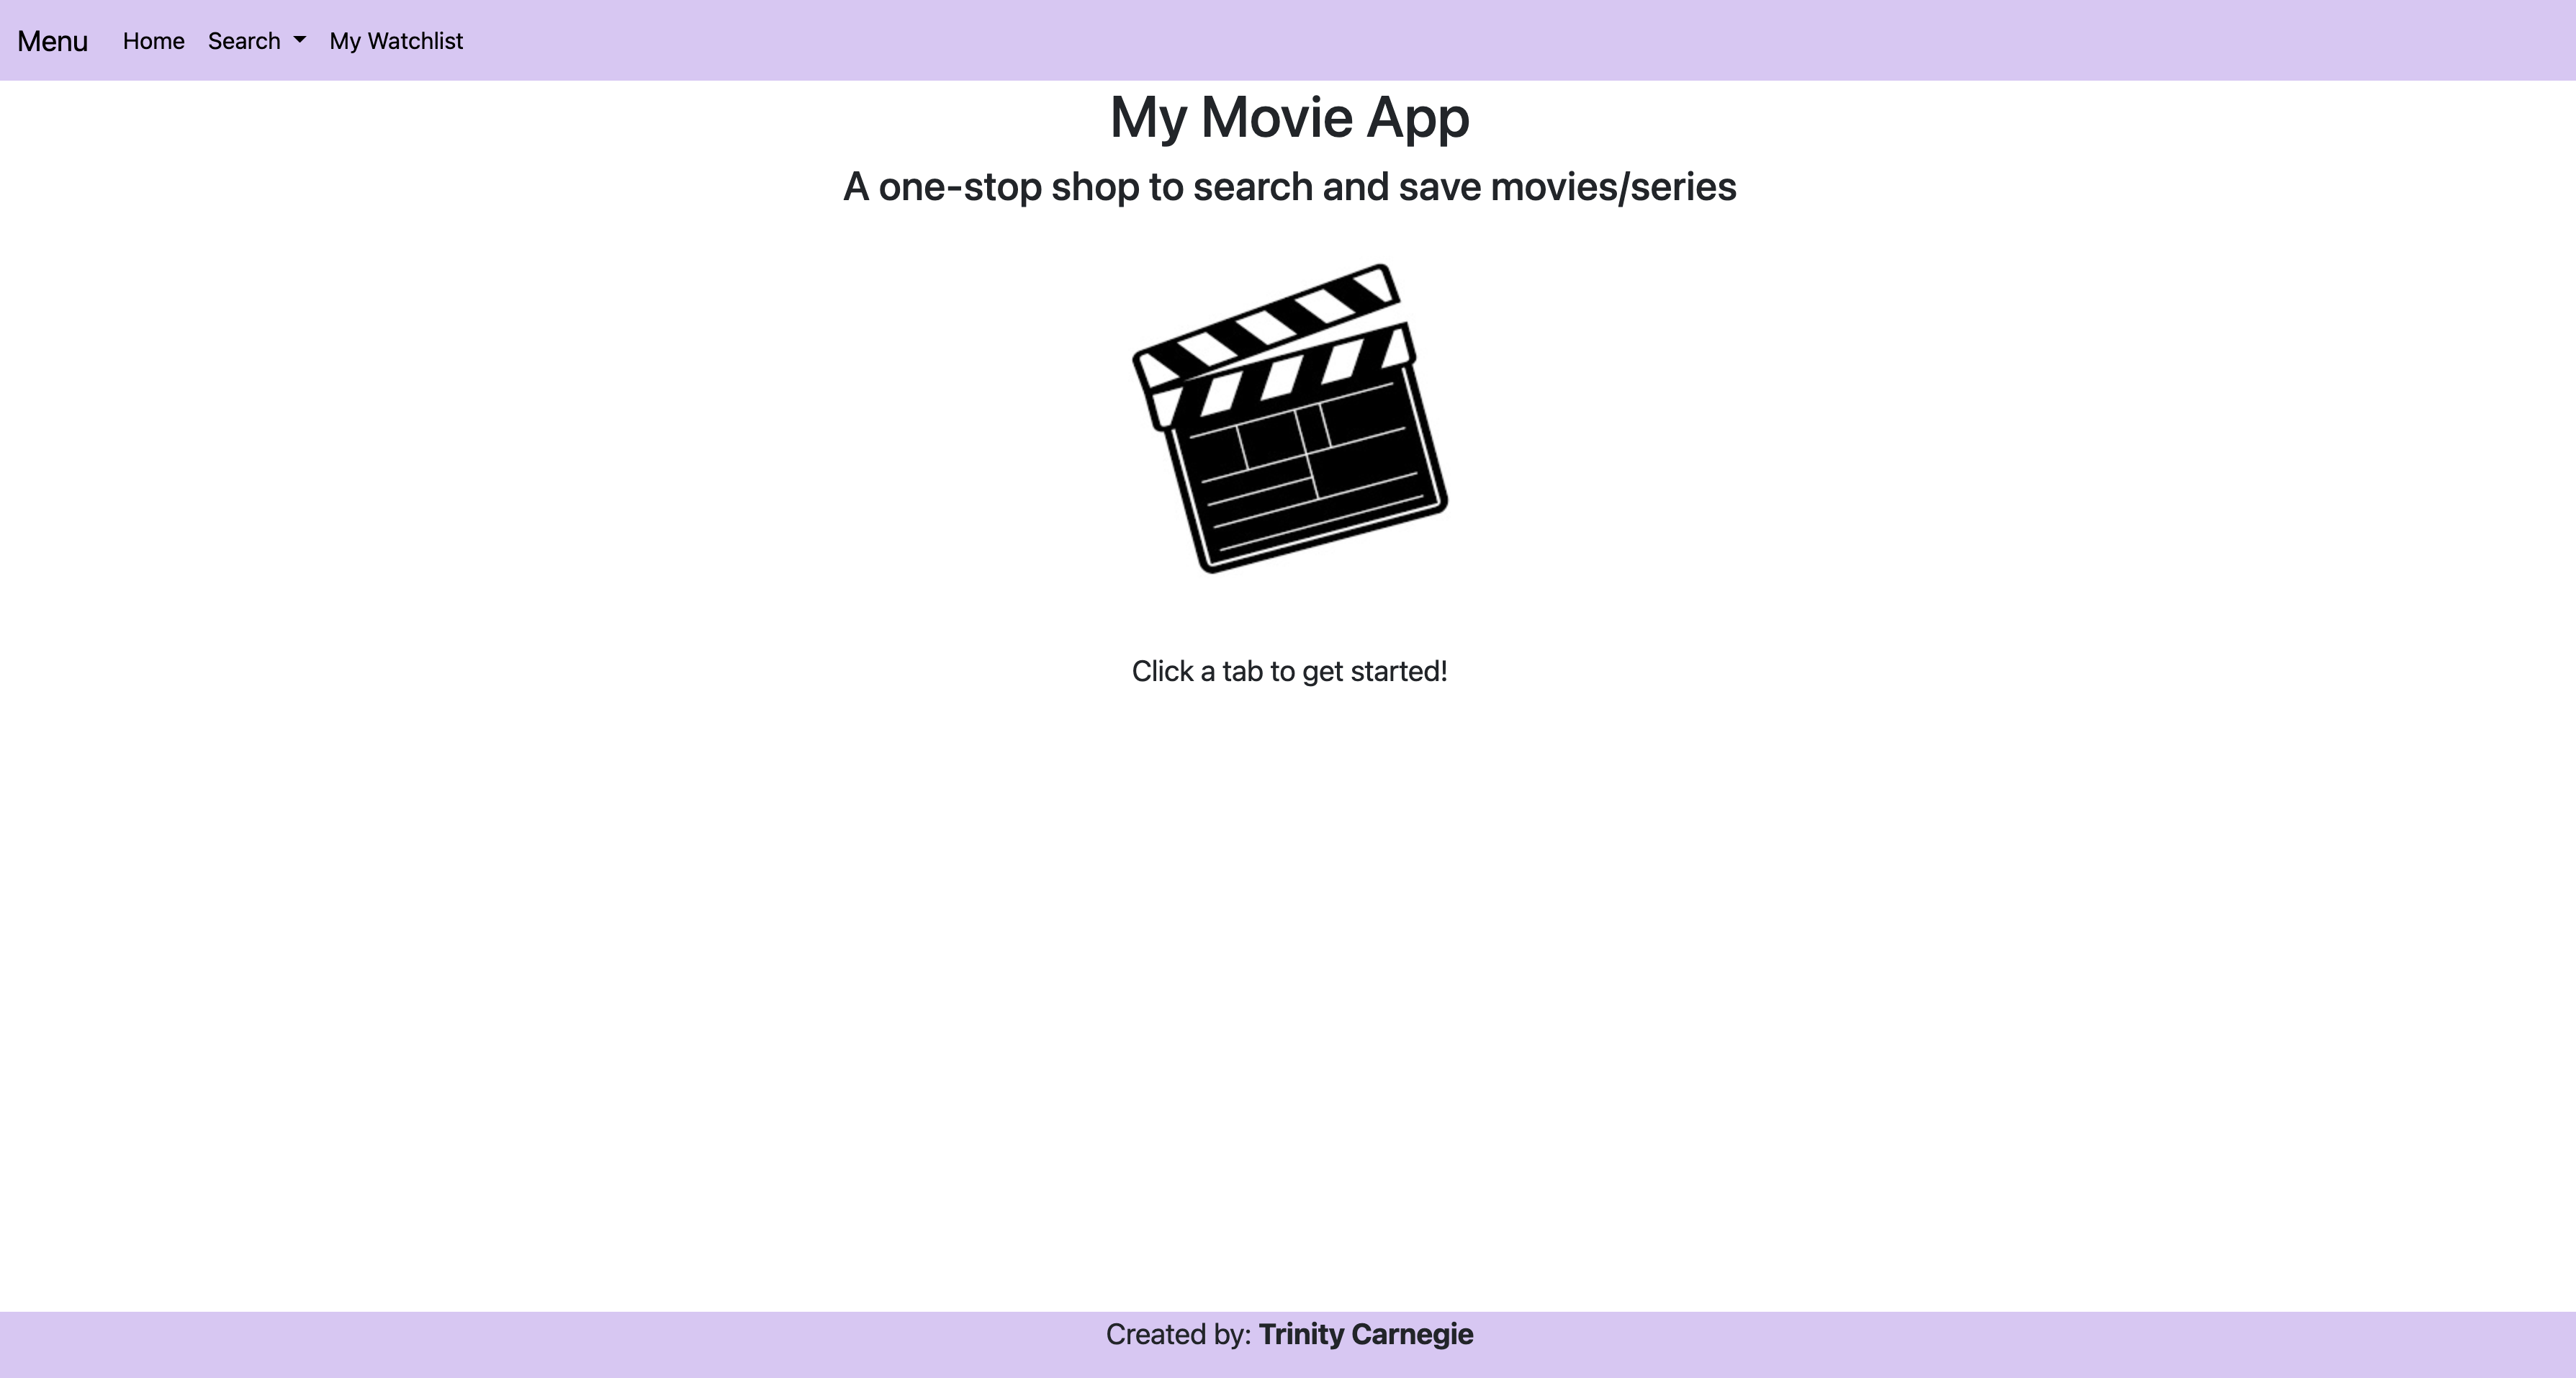 Menu Home Search My Watchlist
My Movie App
A one-stop shop to search and save movies/series
Click a tab to get started!
Created by: Trinity Carnegie